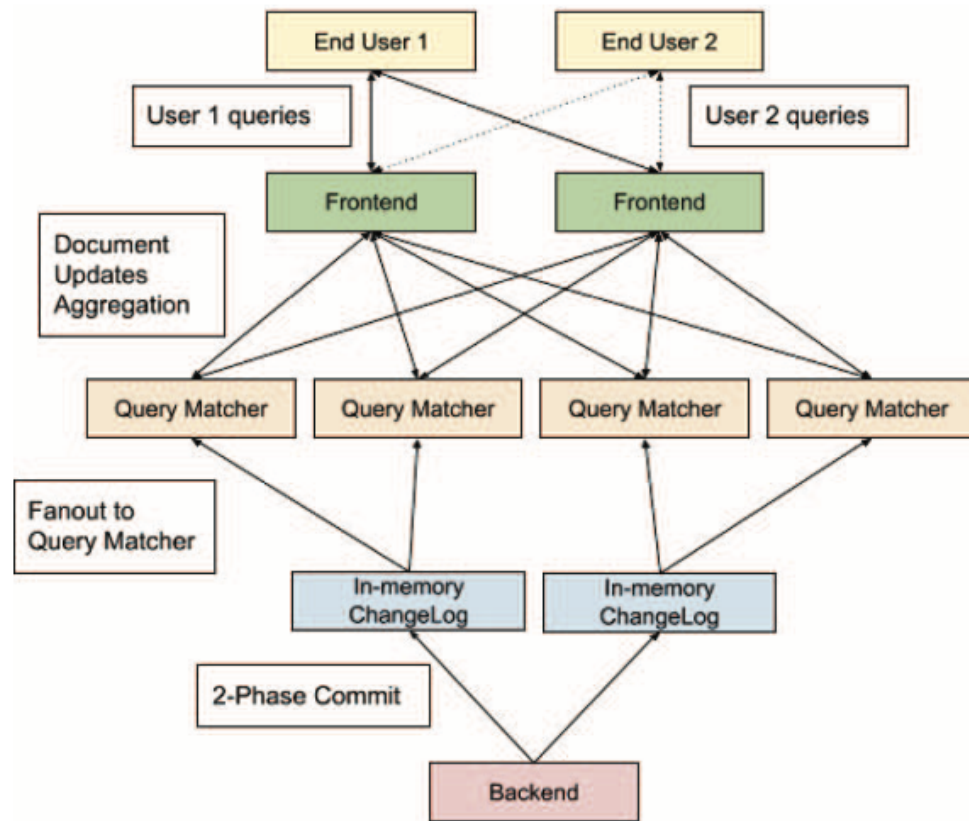 End User 1
End User 2
User 1 queries
User 2 queries
Frontend
Frontend
Document
Updates
Aggregation
Query Matcher
Query Matcher
Query Matcher
Query Matcher
Fanout to
Query Matcher
In-memory
ChangeLog
In-memory
ChangeLog
2-Phase Commit
Backend